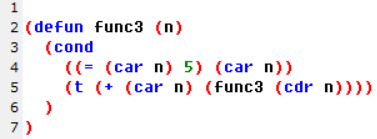 1
2 (defun func3 (n)
3   (cond
4     ((= (car n) 5) (car n))
5     (t (+ (car n) (func3 (cdr n))))
6   )
7 )